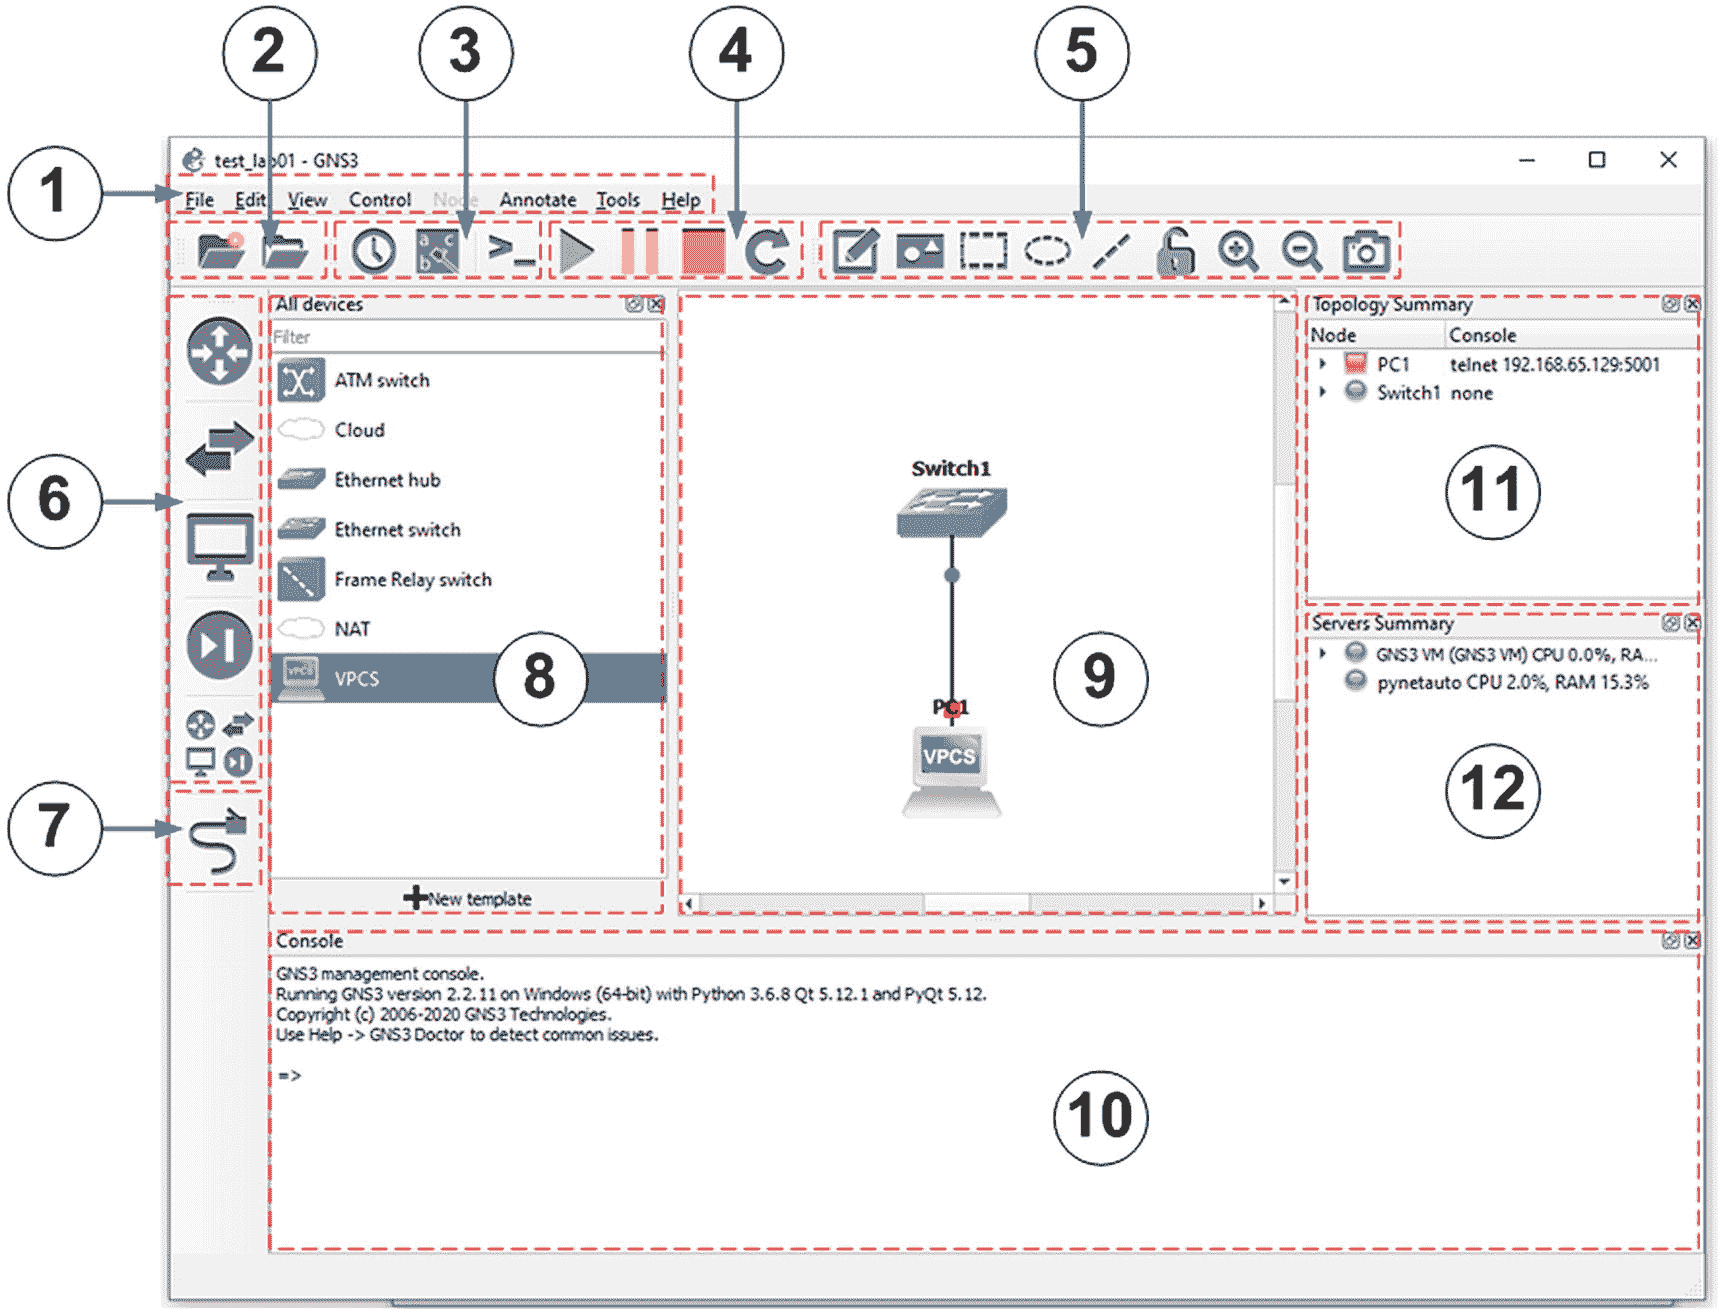 2
3
4
5
1
test_lab01 - GNS3
File Edit View Control Node Annotate Tools Help
a c
b
>_
6
7
All devices
Filter
ATM switch
Cloud
Ethernet hub
Ethernet switch
Frame Relay switch
NAT
VPCS
VPCS
8
New template
Switch1
PC1
VPCS
9
Topology Summary
Node Console
PC1 telnet 192.168.65.129:5001
Switch1 none
11
Servers Summary
GNS3 VM (GNS3 VM) CPU 0.0%, RA...
pynetauto CPU 2.0%, RAM 15.3%
12
Console
GNS3 management console.
Running GNS3 version 2.2.11 on Windows (64-bit) with Python 3.6.8 Qt 5.12.1 and PyQt 5.12.
Copyright (c) 2006-2020 GNS3 Technologies.
Use Help -> GNS3 Doctor to detect common issues.
=>
10